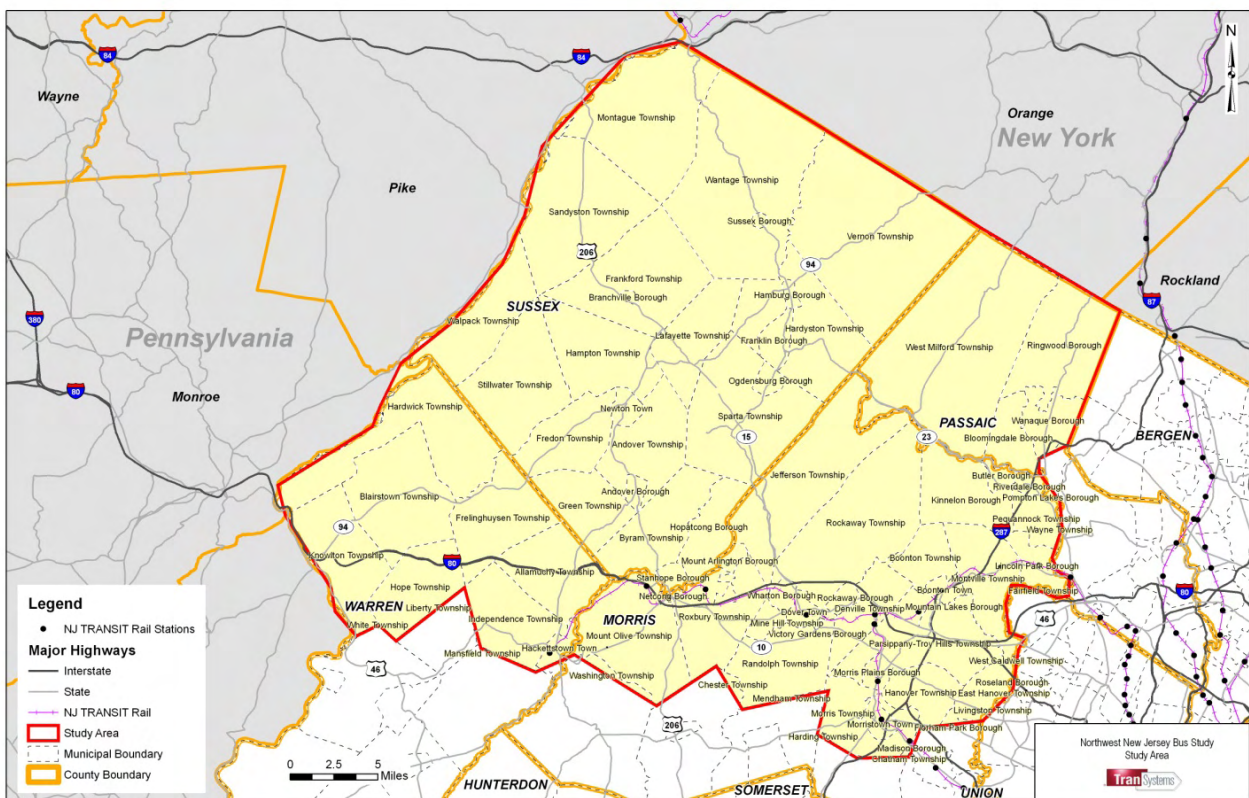 N
84
84
Wayne
Orange
New York
Montague Township
Pike
Wantage Township
Sandyston Township
Sussex Borough
Vernon Township
206
94
Rockland
Frankford Township
87
Branchville Borough
Hamburg Borough
SUSSEX
380
Walpack Township
Hardyston Township
Pennsylvania
Lafayette Township
Franklin Borough
West Milford Township
Ringwood Borough
Hampton Township
80
Stillwater Township
Ogdensburg Borough
Monroe
Hardwick Township
Newton Town
Sparta Township
Wanaque Borough
PASSAIC
BERGEN
Fredon Township
Andover Township
15
23
Bloomingdale Borough
Jefferson Township
Butler Borough
Riverdale Borough
Blairstown Township
Andover Borough
Kinnelon Borough
Pompton Lakes Borough
Green Township
Frelinghuysen Township
Pequannock Township
94
Hopatcong Borough
Rockaway Township
Wayne Township
Byram Township
287
Knowlton Township
80
Mount Arlington Borough
Boonton Township
Allamuchy Township
Lincoln Park Borough
Stanhope Borough
Montville Township
Hope Township
Netcong Borough
Wharton Borough
Rockaway Borough
Boonton Town
Fairfield Township
80
WARREN
Liberty Township
Dover Town
Denville Township
Mountain Lakes Borough
White Township
Independence Township
MORRIS
Roxbury Township
Mine Hill Township
46
Mount Olive Township
Victory Gardens Borough
Parsippany-Troy Hills Township
Hackettstown Town
10
Mansfield Township
46
Randolph Township
West Caldwell Township
Washington Township
Chester Township
Morris Plains Borough
Roseland Borough
Mendham Township
Hanover Township
East Hanover Township
Morris Township
Livingston Township
206
Morristown Town
Florham Park Borough
Harding Township
Madison Borough
Chatham Township
HUNTERDON
SOMERSET
UNION
Legend
NJ TRANSIT Rail Stations
Major Highways
Interstate
State
NJ TRANSIT Rail
Study Area
Municipal Boundary
County Boundary
0 5
Miles
Northwest New Jersey Bus Study
Study Area
TranSystems